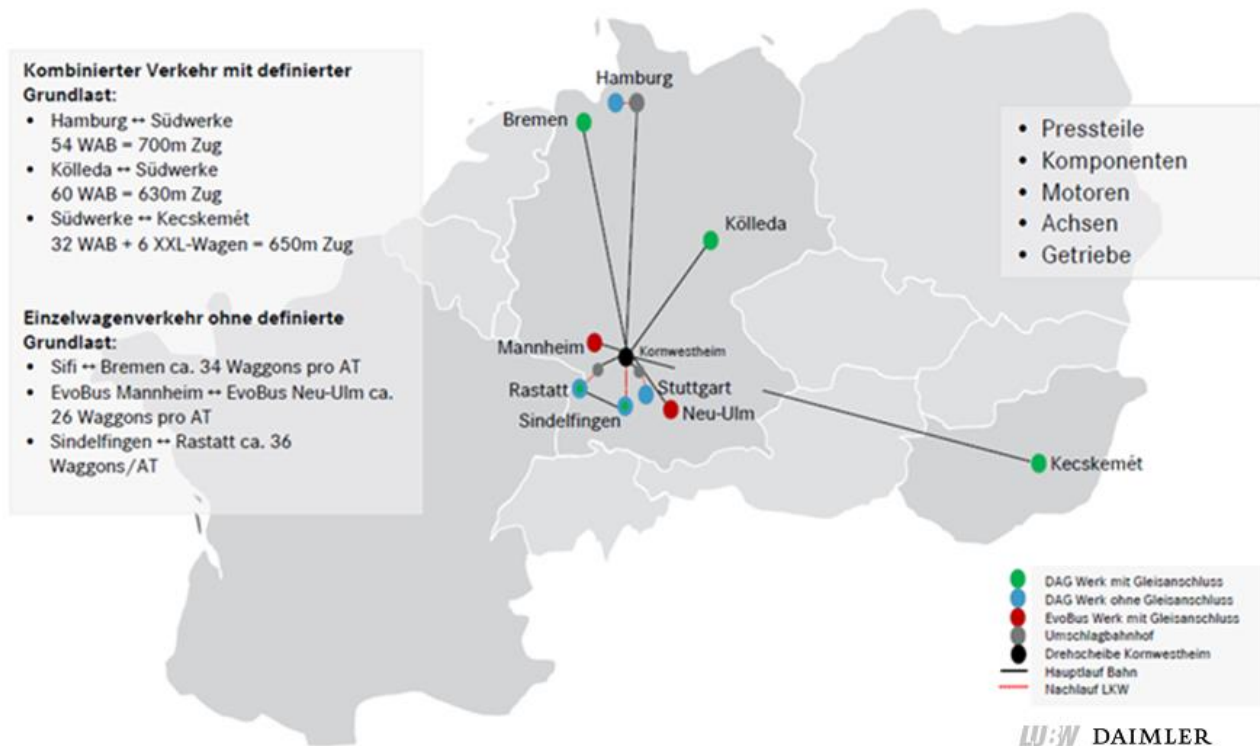 Kombinierter Verkehr mit definierter
Grundlast:
• Hamburg ↔ Südwerke
54 WAB = 700m Zug
• Kölleda ↔ Südwerke
60 WAB = 630m Zug
• Südwerke ↔ Kecskemét
32 WAB + 6 XXL-Wagen = 650m Zug
Einzelwagenverkehr ohne definierte
Grundlast:
• Sifi ↔ Bremen ca. 34 Waggons pro AT
• EvoBus Mannheim ↔ EvoBus Neu-Ulm ca.
26 Waggons pro AT
• Sindelfingen ↔ Rastatt ca. 36
Waggons/AT
Hamburg
Bremen
Kölleda
Mannheim
Kornwestheim
Rastatt
Stuttgart
Sindelfingen
Neu-Ulm
Kecskemét
• Pressteile
• Komponenten
• Motoren
• Achsen
• Getriebe
DAG Werk mit Gleisanschluss
DAG Werk ohne Gleisanschluss
EvoBus Werk mit Gleisanschluss
Umschlagbahnhof
Drehscheibe Kornwestheim
Hauptlauf Bahn
Nachlauf LKW
LUBW DAIMLER